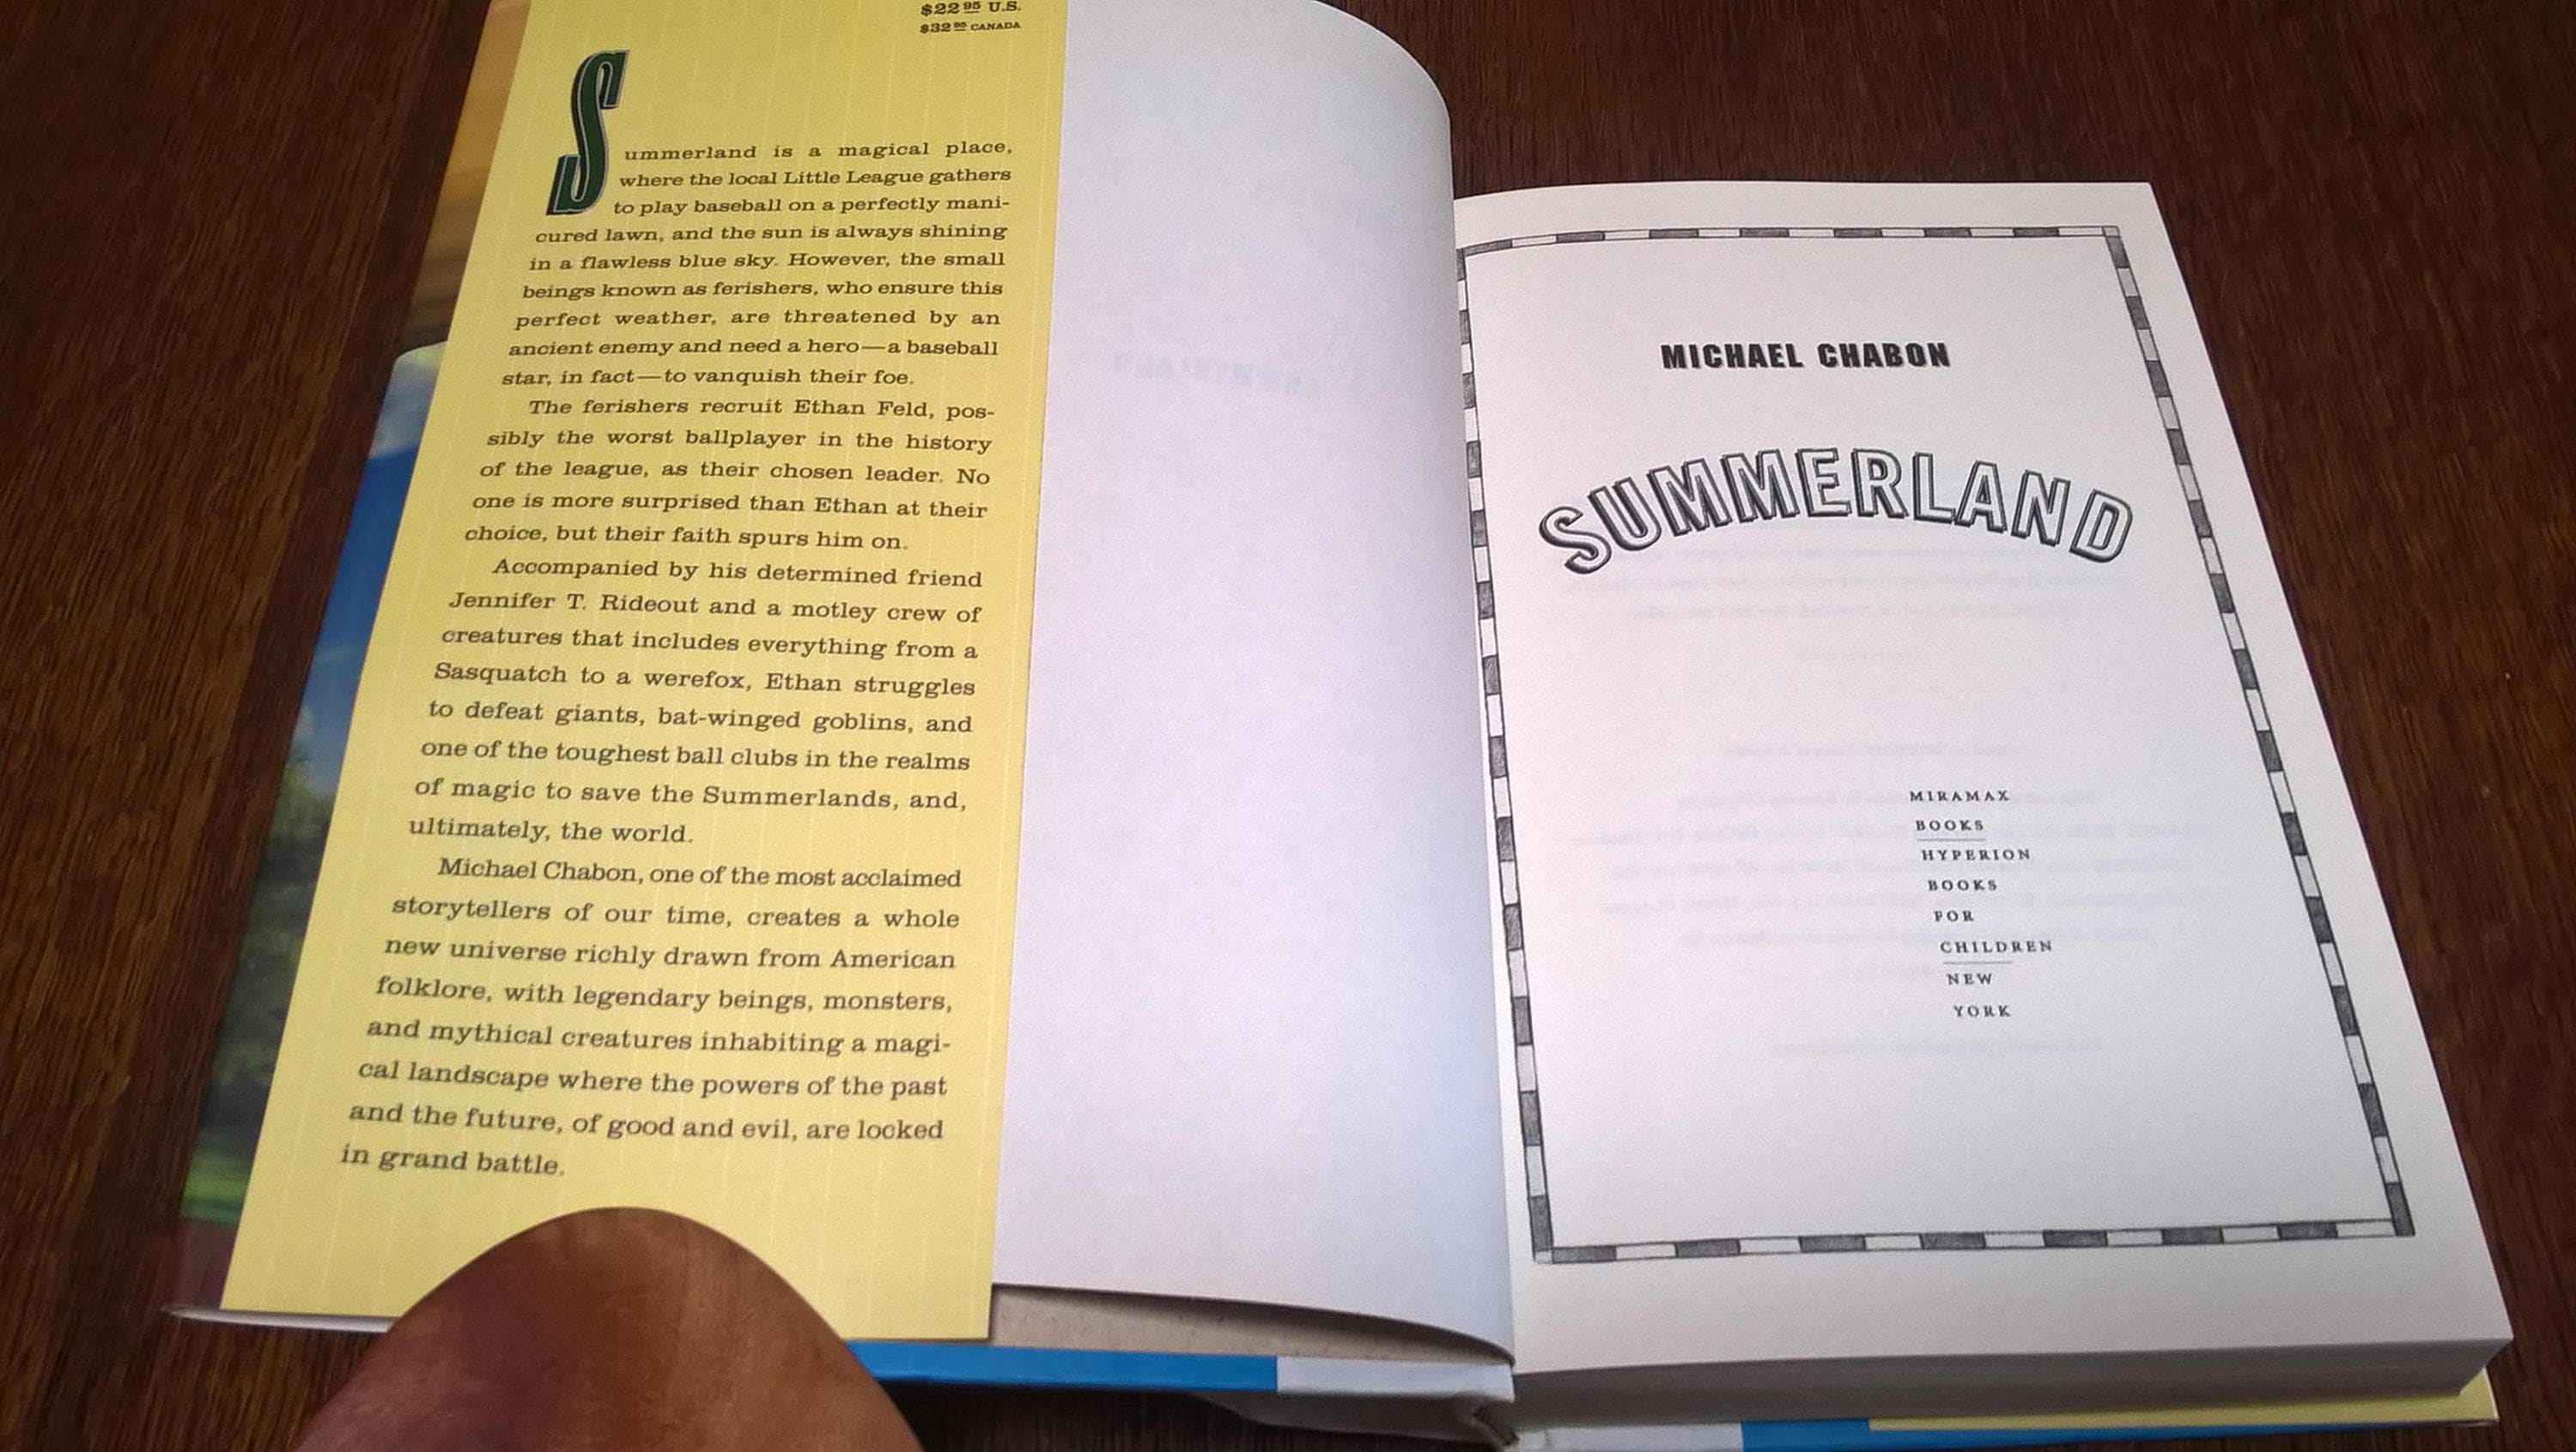 $22.95 U.S.
$32.95 CANADA
Summerland is a magical place,
where the local Little League gathers
to play baseball on a perfectly mani-
cured lawn, and the sun is always shining
in a flawless blue sky. However, the small
beings known as ferishers, who ensure this
perfect weather, are threatened by an
ancient enemy and need a hero—a baseball
star, in fact—to vanquish their foe.
The ferishers recruit Ethan Feld, pos-
sibly the worst ballplayer in the history
of the league, as their chosen leader. No
one is more surprised than Ethan at their
choice, but their faith spurs him on.
Accompanied by his determined friend
Jennifer T. Rideout and a motley crew of
creatures that includes everything from a
Sasquatch to a werefox, Ethan struggles
to defeat giants, bat-winged goblins, and
one of the toughest ball clubs in the realms
of magic to save the Summerlands, and,
ultimately, the world.
Michael Chabon, one of the most acclaimed
storytellers of our time, creates a whole
new universe richly drawn from American
folklore, with legendary beings, monsters,
and mythical creatures inhabiting a magi-
cal landscape where the powers of the past
and the future, of good and evil, are locked
in grand battle.
MICHAEL CHABON
SUMMERLAND
MIRAMAX
BOOKS
HYPERION
BOOKS
FOR
CHILDREN
NEW
YORK